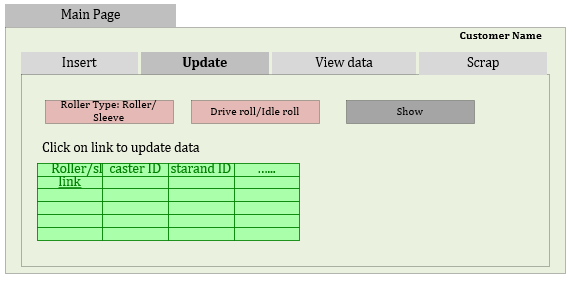 Main Page
Customer Name
Insert Update View data Scrap
Roller Type: Roller/
Sleeve
Drive roll/Idle roll
Show
Click on link to update data
Roller/sl caster ID starand ID ......
link